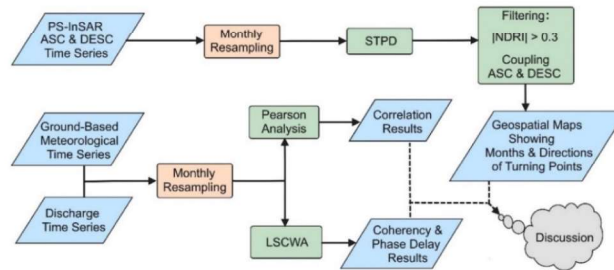 PS-InSAR
ASC & DESC
Time Series
Monthly
Resampling
STPD
Filtering:
|NDRI| > 0.3
Coupling
ASC & DESC
Ground-Based
Meteorological
Time Series
Discharge
Time Series
Monthly
Resampling
Pearson
Analysis
LSCWA
Correlation
Results
Coherency &
Phase Delay
Results
Geospatial Maps
Showing
Months & Directions
of Turning Points
Discussion